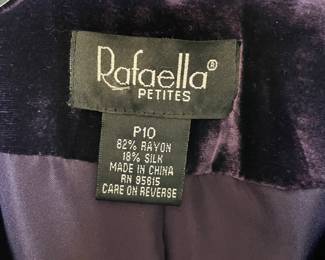 Rafaella®
PETITES
P10
82% RAYON
18% SILK
MADE IN CHINA
RN 95615
CARE ON REVERSE